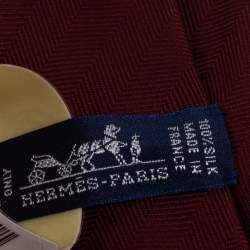 HERMES-PARIS
100% SILK
MADE IN
FRANCE
ONLY